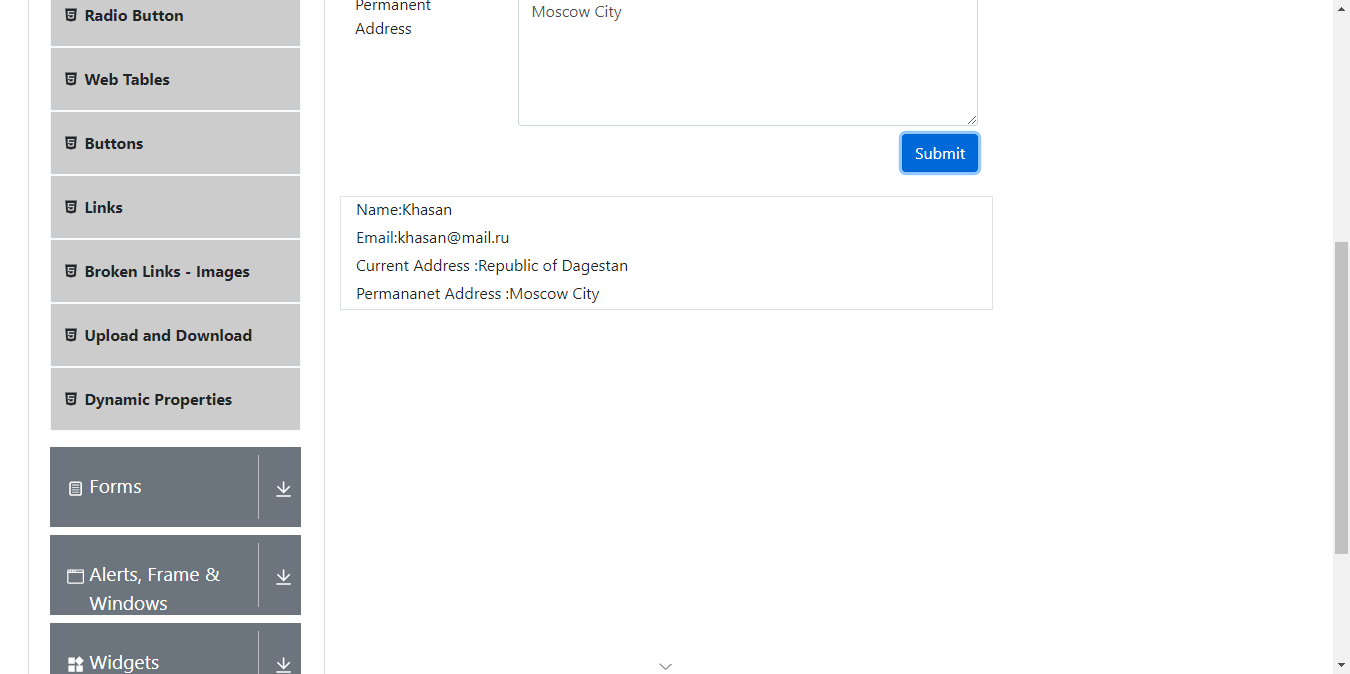 Radio Button
Web Tables
Buttons
Links
Broken Links - Images
Upload and Download
Dynamic Properties
Forms
Alerts, Frame &
Windows
Widgets
Permanent
Address
Moscow City
Submit
Name:Khasan
Email:khasan@mail.ru
Current Address :Republic of Dagestan
Permananet Address :Moscow City